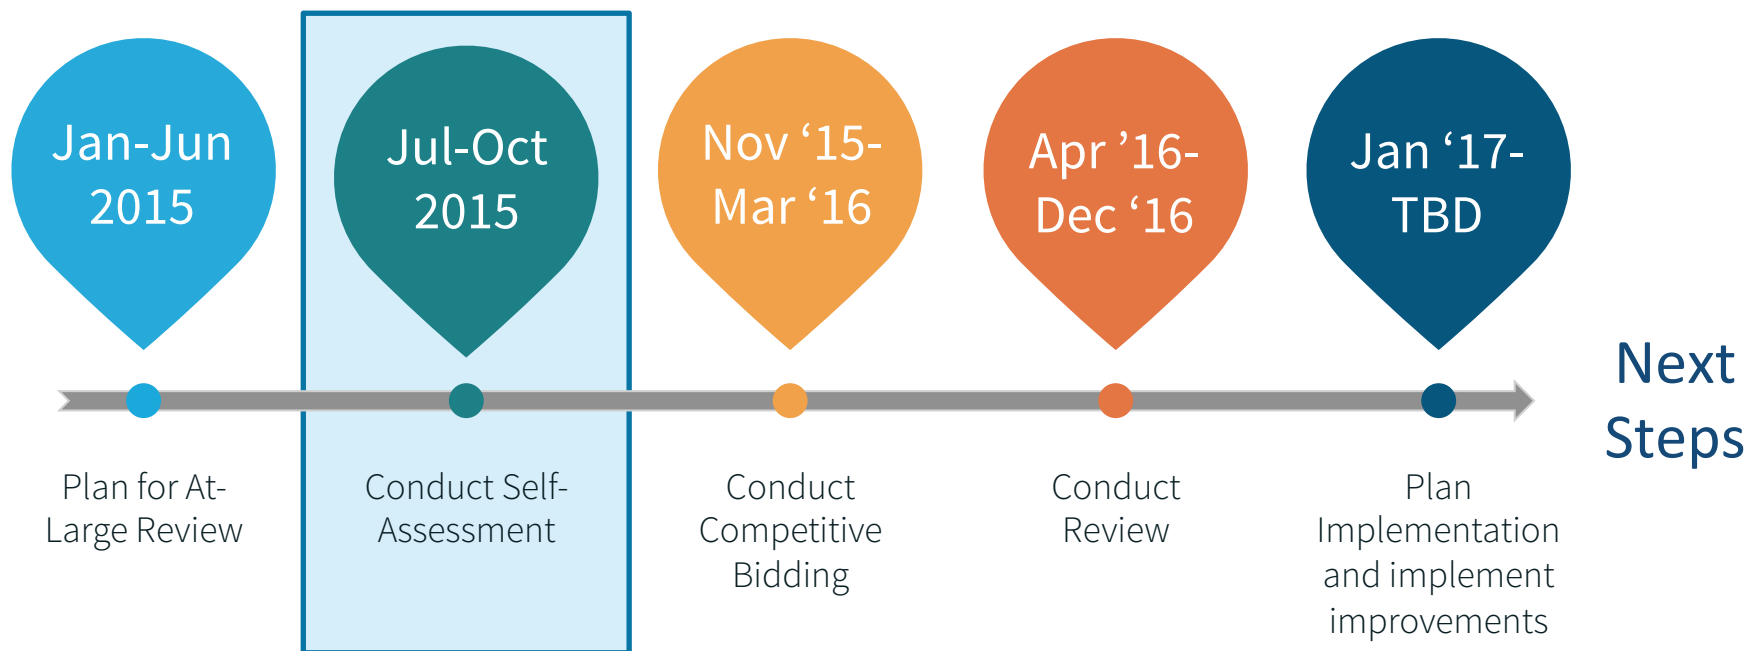 Jan-Jun
2015
Jul-Oct
2015
Nov ‘15-
Mar ‘16
Apr ’16-
Dec ‘16
Jan ‘17-
TBD
Next
Steps
Plan for At-
Large Review
Conduct Self-
Assessment
Conduct
Competitive
Bidding
Conduct
Review
Plan
Implementation
and implement
improvements